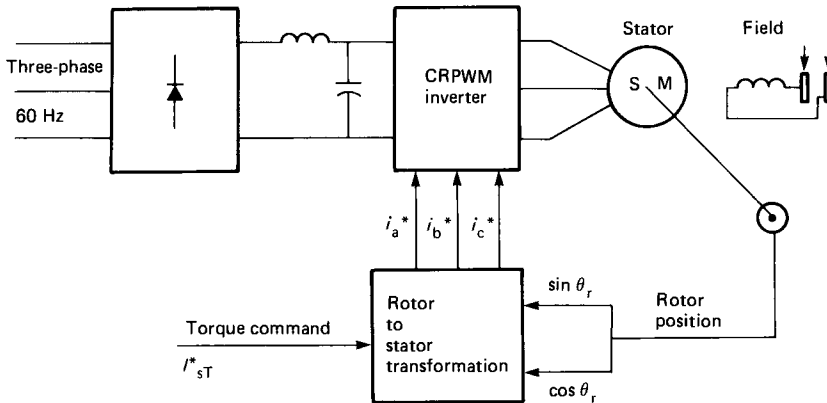 Stator
Field
Three-phase
60 Hz
CRPWM
inverter
S M
i_a* i_b* i_c*
Rotor
to
stator
transformation
Torque command
I*_sT
sin θ_r
cos θ_r
Rotor
position